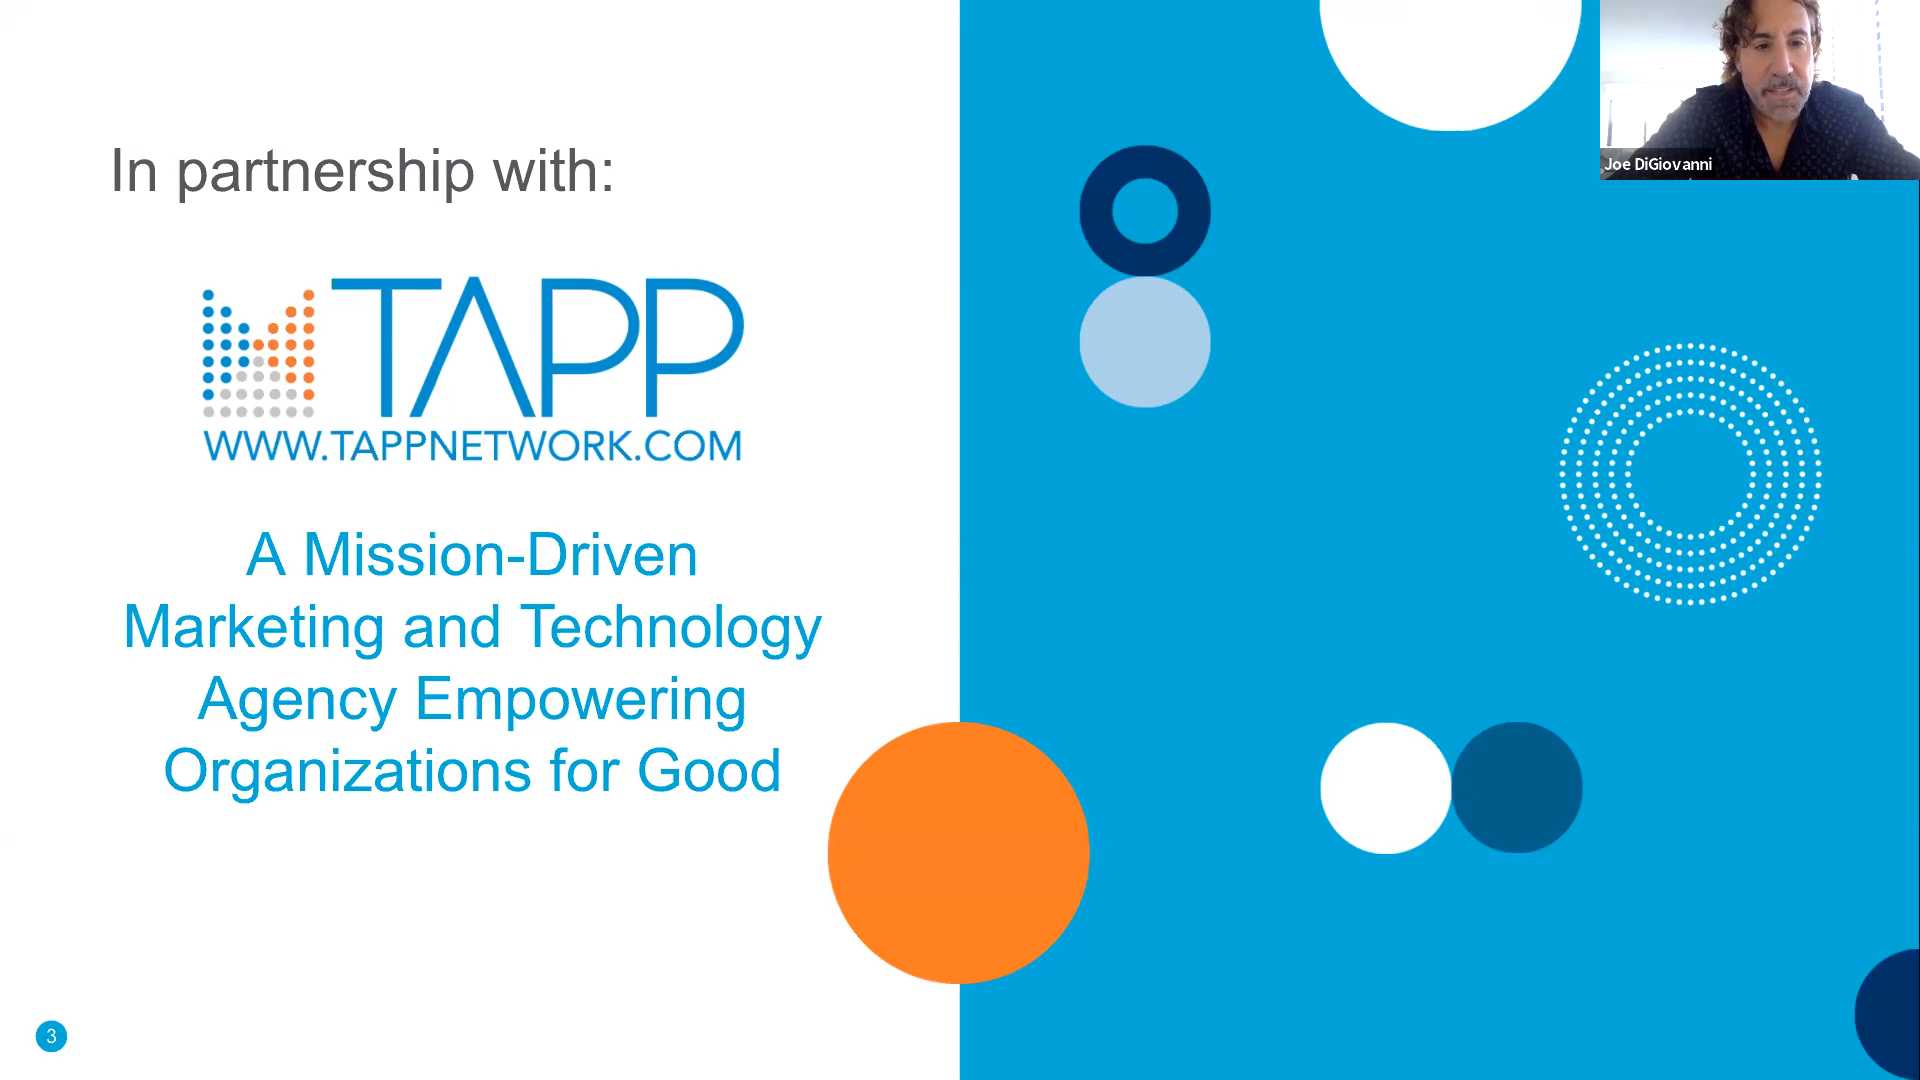 In partnership with:
TAPP
WWW.TAPPNETWORK.COM
A Mission-Driven
Marketing and Technology
Agency Empowering
Organizations for Good
3
Joe DiGiovanni